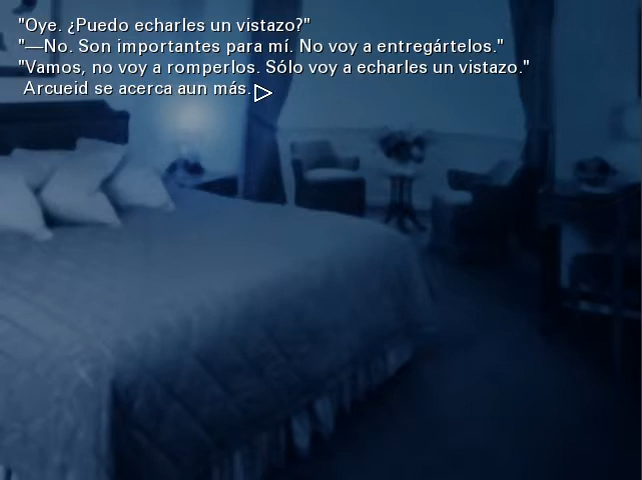 "Oye. ¿Puedo echarles un vistazo?"
"—No. Son importantes para mí. No voy a entregártelos."
"Vamos, no voy a romperlos. Sólo voy a echarles un vistazo."
Arcueid se acerca aun más.